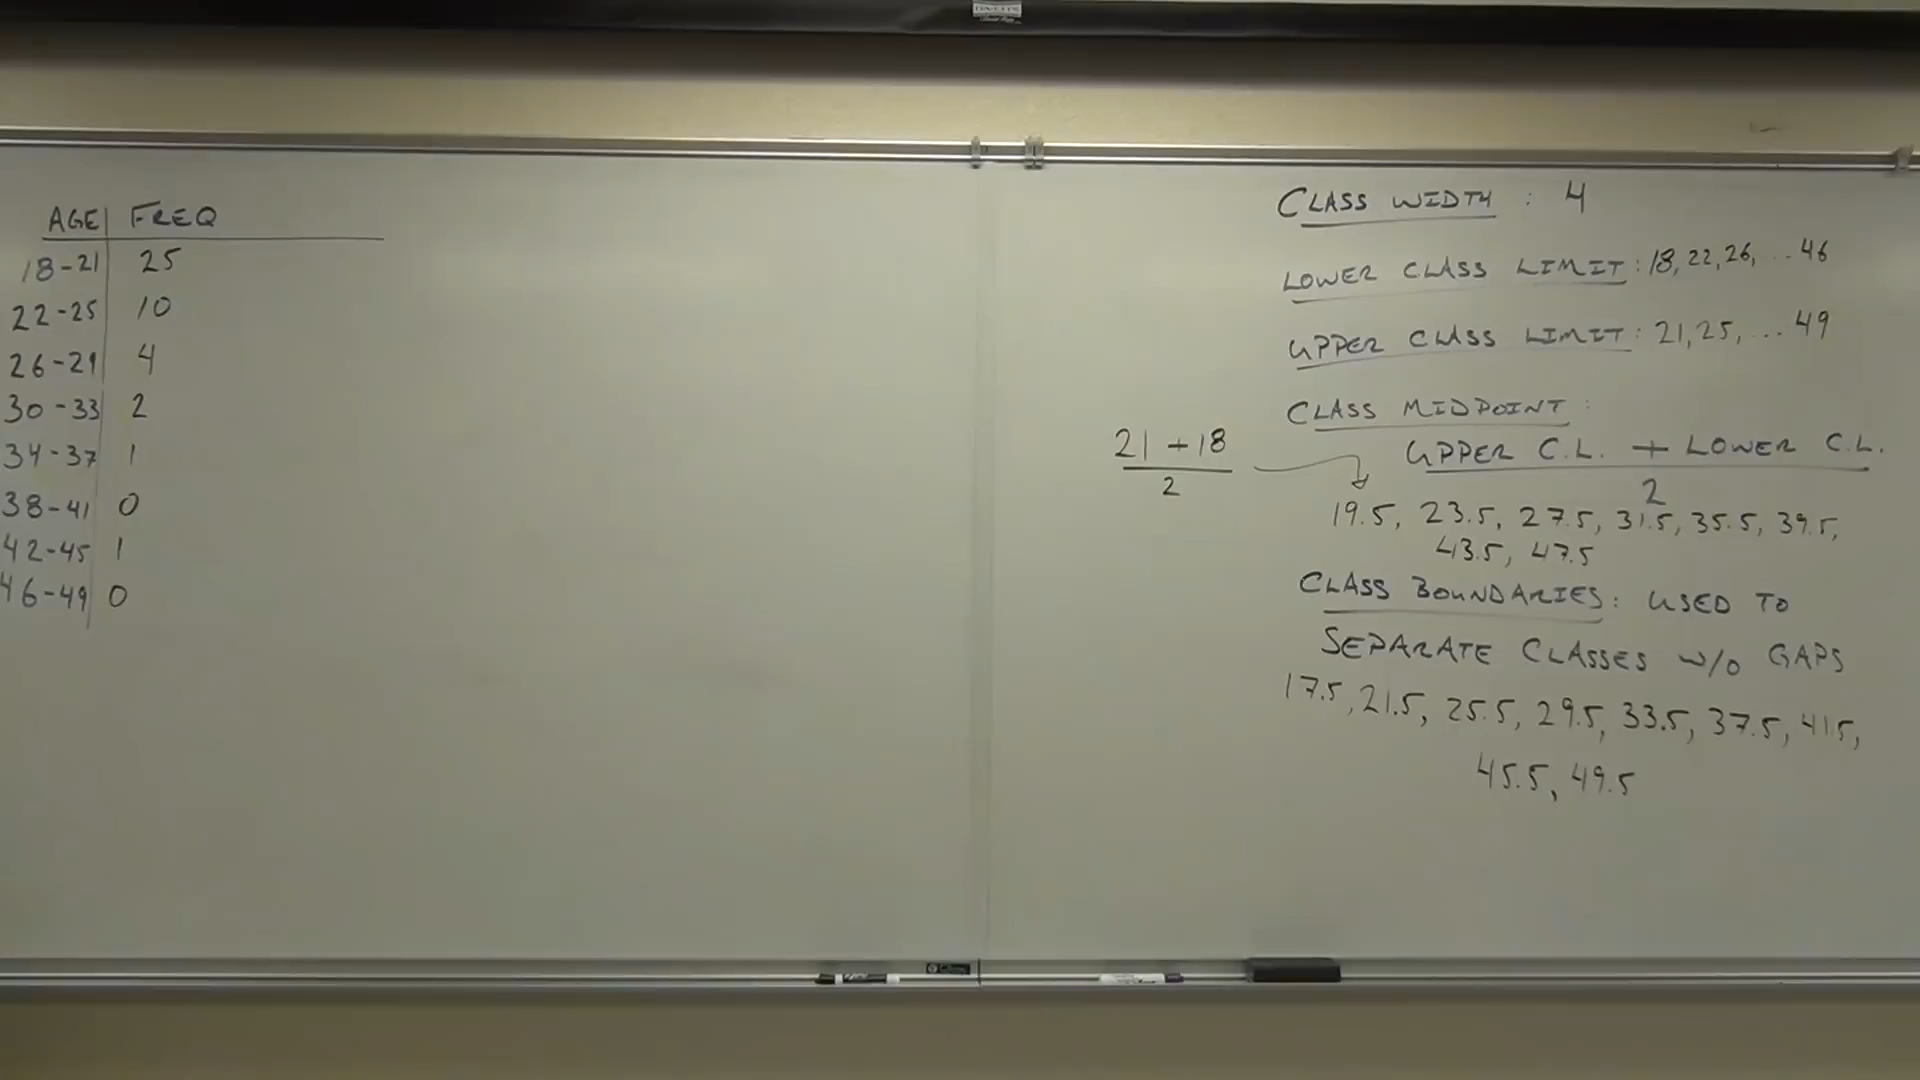 AGE FREQ
18-21 25
22-25 10
26-29 4
30-33 2
34-37 1
38-41 0
42-45 1
46-49 0
CLASS WIDTH : 4
LOWER CLASS LIMIT: 18, 22, 26, ... 46
UPPER CLASS LIMIT: 21, 25, ... 49
CLASS MIDPOINT:
UPPER C.L. + LOWER C.L.
2
21 + 18
2
19.5, 23.5, 27.5, 31.5, 35.5, 39.5,
43.5, 47.5
CLASS BOUNDARIES: USED TO
SEPARATE CLASSES W/O GAPS
17.5, 21.5, 25.5, 29.5, 33.5, 37.5, 41.5,
45.5, 49.5